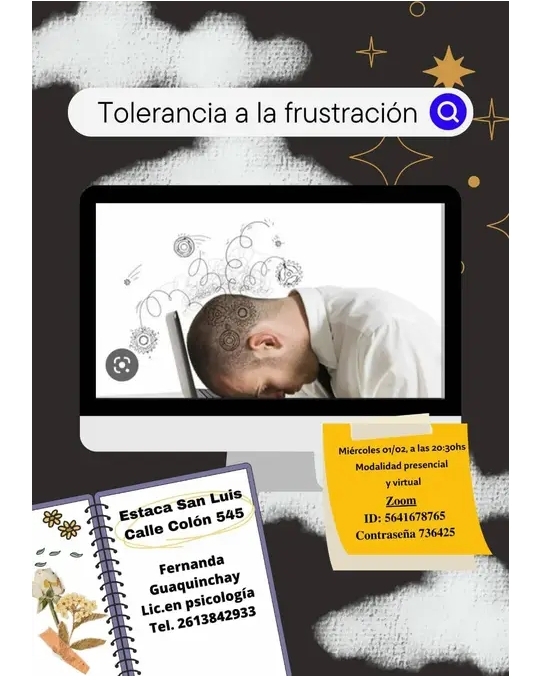 Tolerancia a la frustración
Miércoles 01/02, a las 20:30hs
Modalidad presencial
y virtual
Zoom
ID: 5641678765
Contraseña 736425
Estaca San Luis
Calle Colón 545
Fernanda
Guaquinchay
Lic.en psicología
Tel. 2613842933